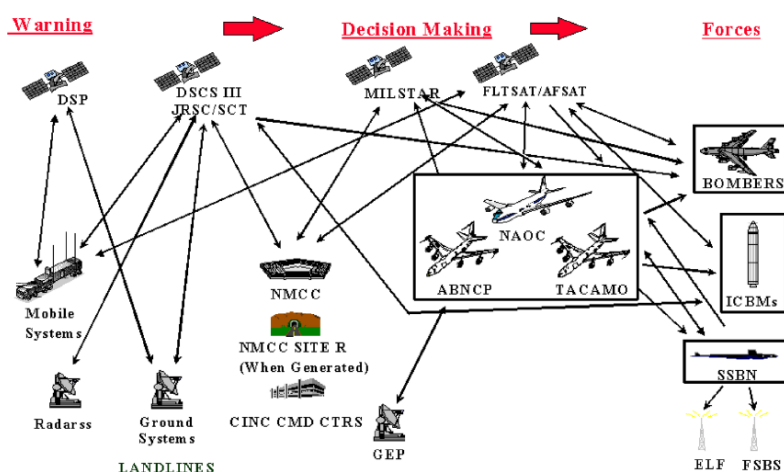 Warning
Decision Making
Forces
DSP
DSCS III
JRSC/SCT
MILSTAR
FLTSAT/AFSAT
BOMBERS
NAOC
ABNCP
TACAMO
NMCC
ICBMs
Mobile
Systems
NMCC SITE R
(When Generated)
SSBN
Radarss
Ground
Systems
CINC CMD CTRS
GEP
LANDLINES
ELF
FSBS